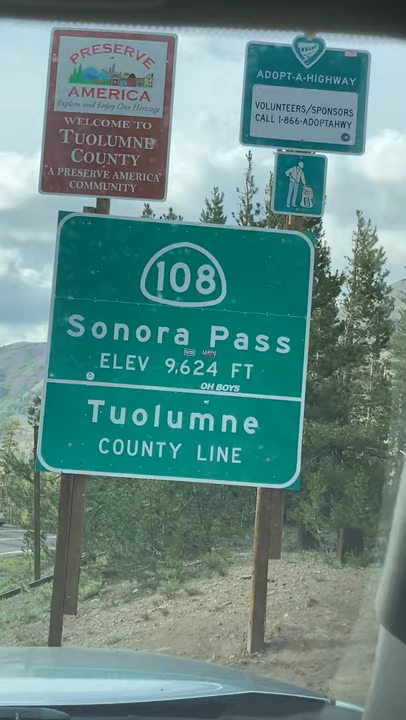 PRESERVE
AMERICA
Explore and Enjoy Our Heritage
WELCOME TO
TUOLUMNE
COUNTY
"A PRESERVE AMERICA"
COMMUNITY
ADOPT-A-HIGHWAY
VOLUNTEERS/SPONSORS
CALL 1-866-ADOPTAHWY
108
Sonora Pass
ELEV 9,624 FT
OH BOYS
Tuolumne
COUNTY LINE